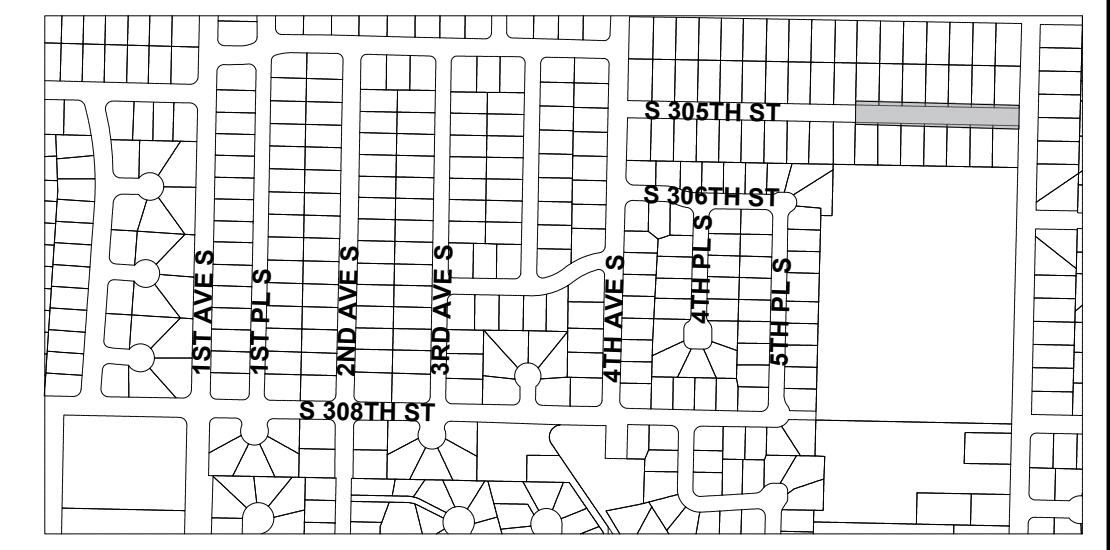 S 305TH ST
S 306TH ST
1ST AVE S
1ST PL S
2ND AVE S
3RD AVE S
4TH AVE S
4TH PL S
5TH PL S
S 308TH ST